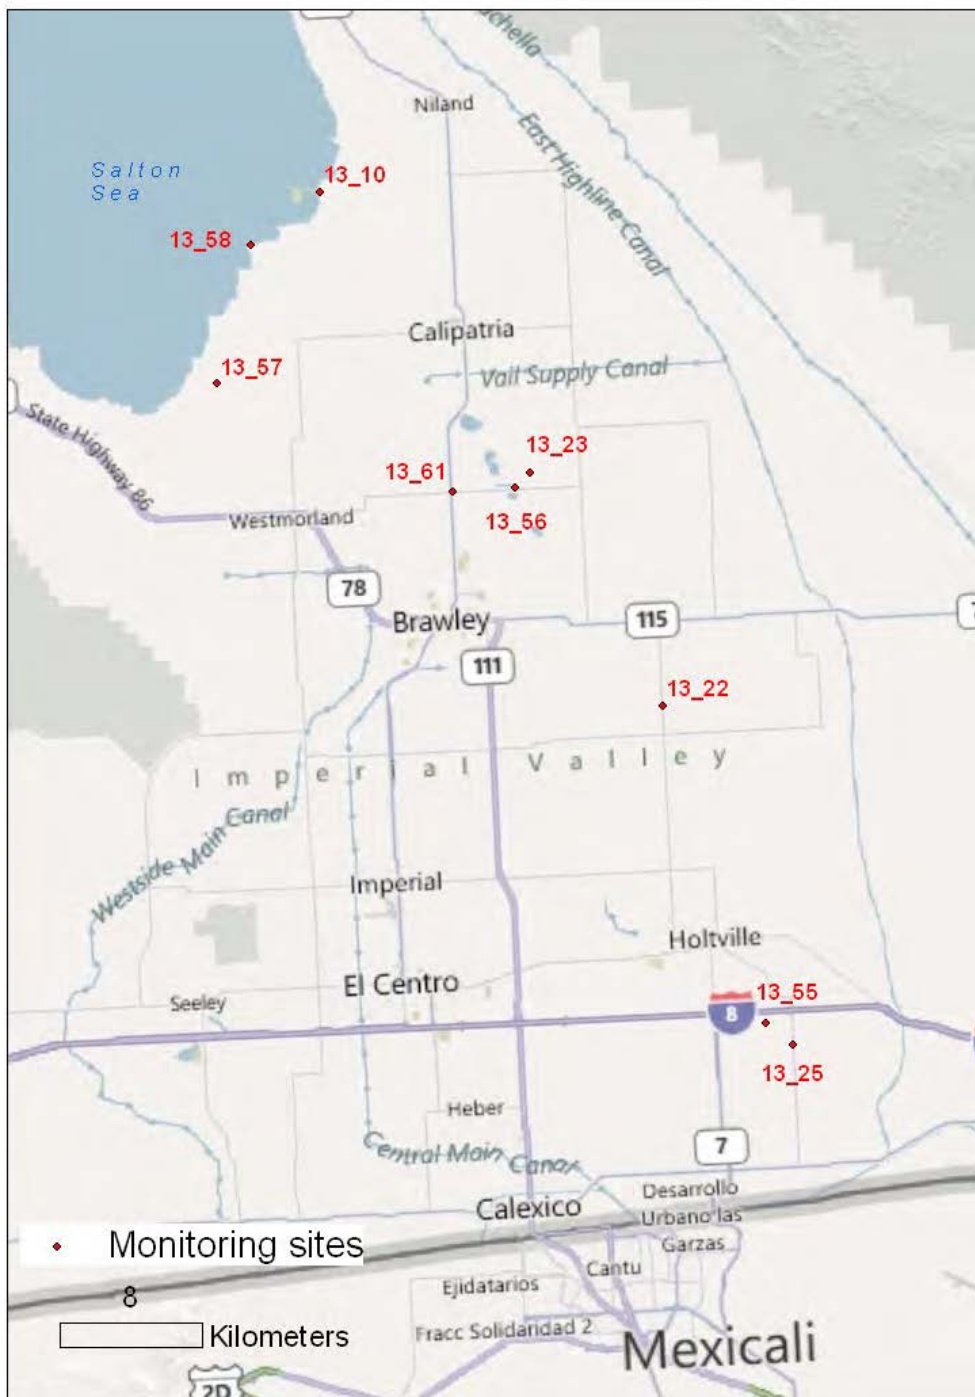 achella
Niland
East Highline Canal
Salton
Sea
13_10
13_58
Calipatria
13_57
Vail Supply Canal
State Highway 86
13_23
13_61
13_56
Westmorland
78
Brawley
115
7
111
13_22
Imperial Valley
Westside Main Canal
Imperial
Holtville
El Centro
13_55
Seeley
8
13_25
Heber
7
Central Main Canal
Desarrollo
Calexico
Urbano las
Garzas
Monitoring sites
Cantu
Ejidatarios
8
Kilometers
Fracc Solidaridad 2
Mexicali
2D